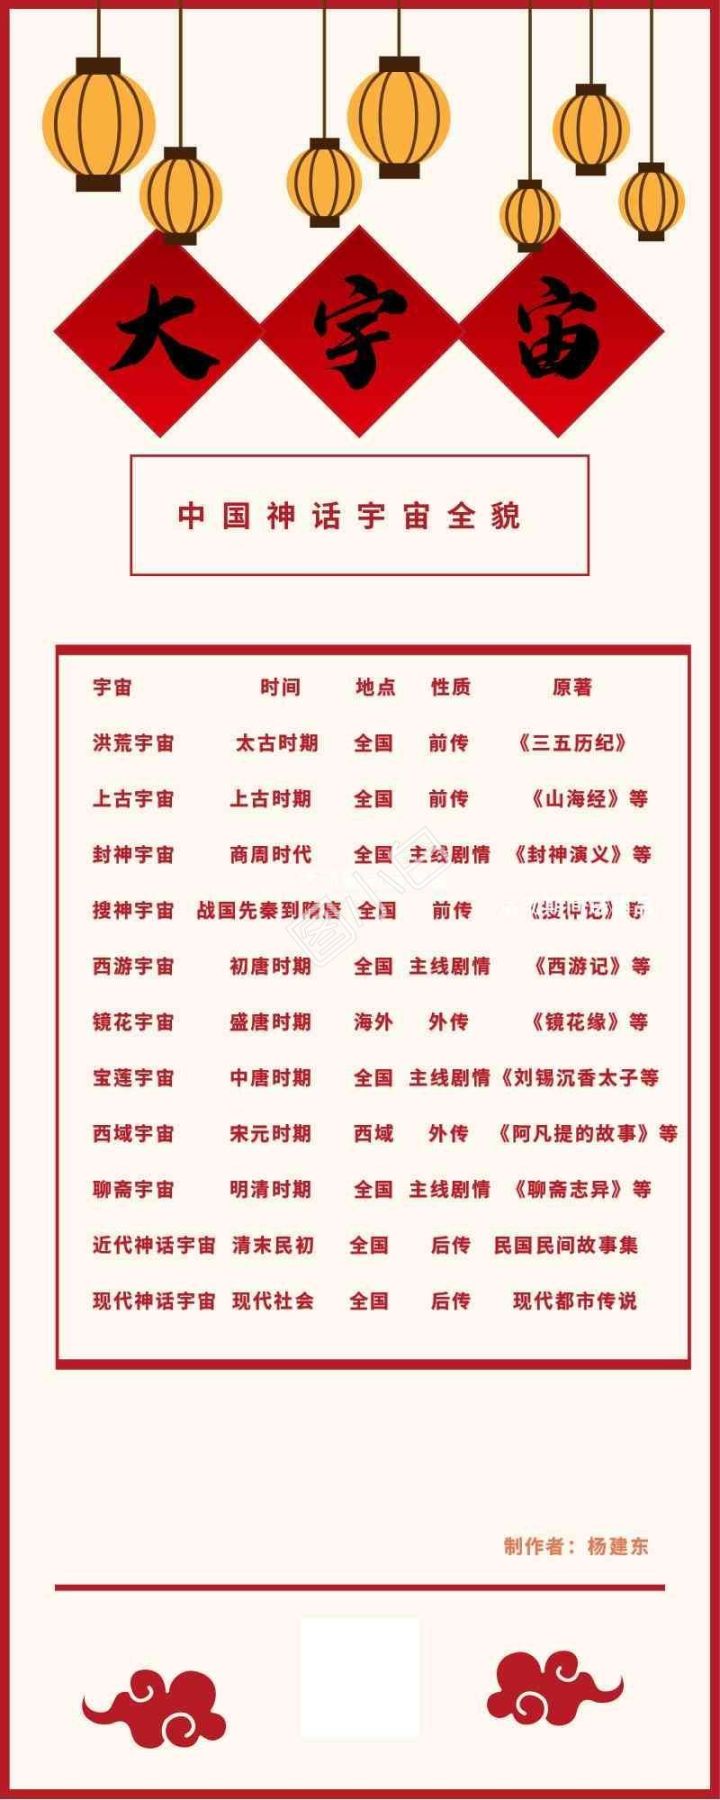 大宇宙
中国神话宇宙全貌
宇宙 时间 地点 性质 原著
洪荒宇宙 太古时期 全国 前传 《三五历纪》
上古宇宙 上古时期 全国 前传 《山海经》等
封神宇宙 商周时代 全国 主线剧情 《封神演义》等
搜神宇宙 战国先秦到隋唐 全国 前传 《搜神记》等
西游宇宙 初唐时期 全国 主线剧情 《西游记》等
镜花宇宙 盛唐时期 海外 外传 《镜花缘》等
宝莲宇宙 中唐时期 全国 主线剧情 《刘锡沉香太子等
西域宇宙 宋元时期 西域 外传 《阿凡提的故事》等
聊斋宇宙 明清时期 全国 主线剧情 《聊斋志异》等
近代神话宇宙 清末民初 全国 后传 民国民间故事集
现代神话宇宙 现代社会 全国 后传 现代都市传说
制作者：杨建东